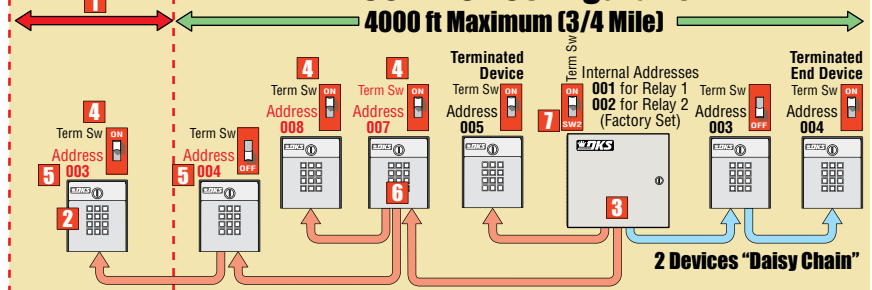 1
4000 ft Maximum (3/4 Mile)
4
Term Sw
ON
Address
003
5
2
DKS
Term Sw
OFF
Address
004
5
DKS
4
Term Sw
ON
Address
008
DKS
4
Term Sw
ON
Address
007
DKS
6
Terminated
Device
Term Sw
ON
Address
005
DKS
Term Sw
ON
SW2
7
Internal Addresses
001 for Relay 1
002 for Relay 2
(Factory Set)
DKS
3
Term Sw
OFF
Address
003
DKS
Terminated
End Device
Term Sw
ON
Address
004
DKS
2 Devices “Daisy Chain”